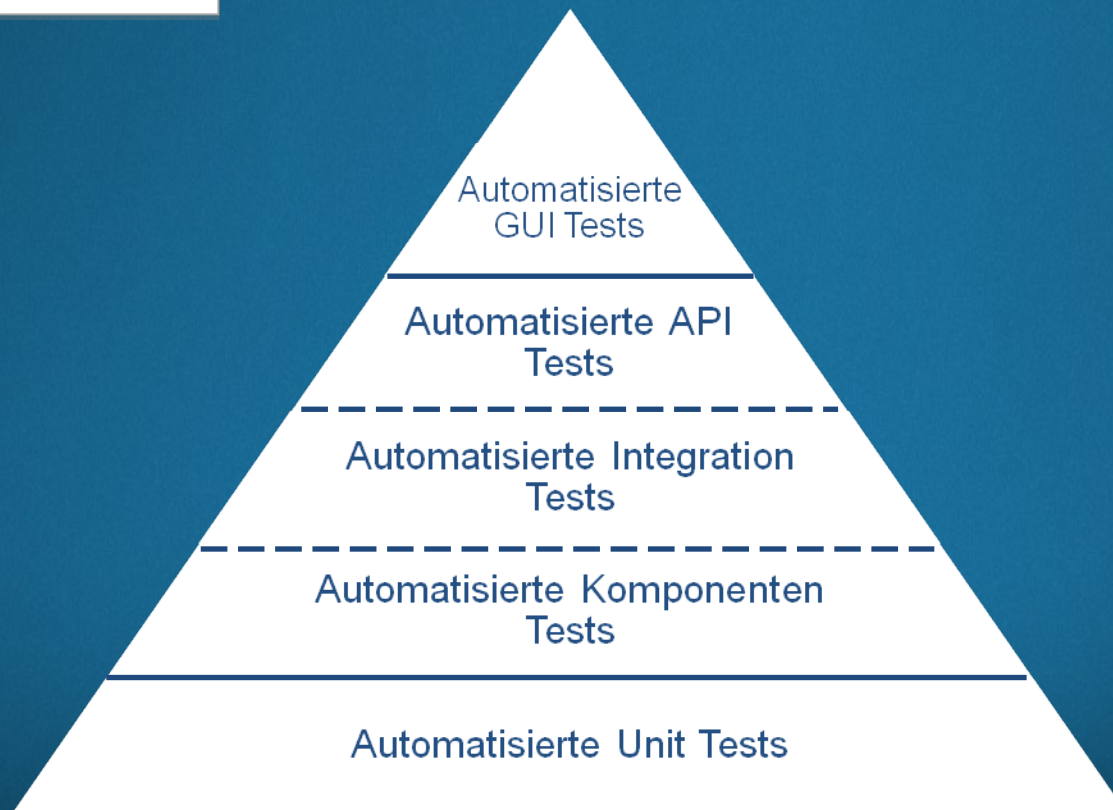 Automatisierte
GUI Tests
Automatisierte API
Tests
Automatisierte Integration
Tests
Automatisierte Komponenten
Tests
Automatisierte Unit Tests